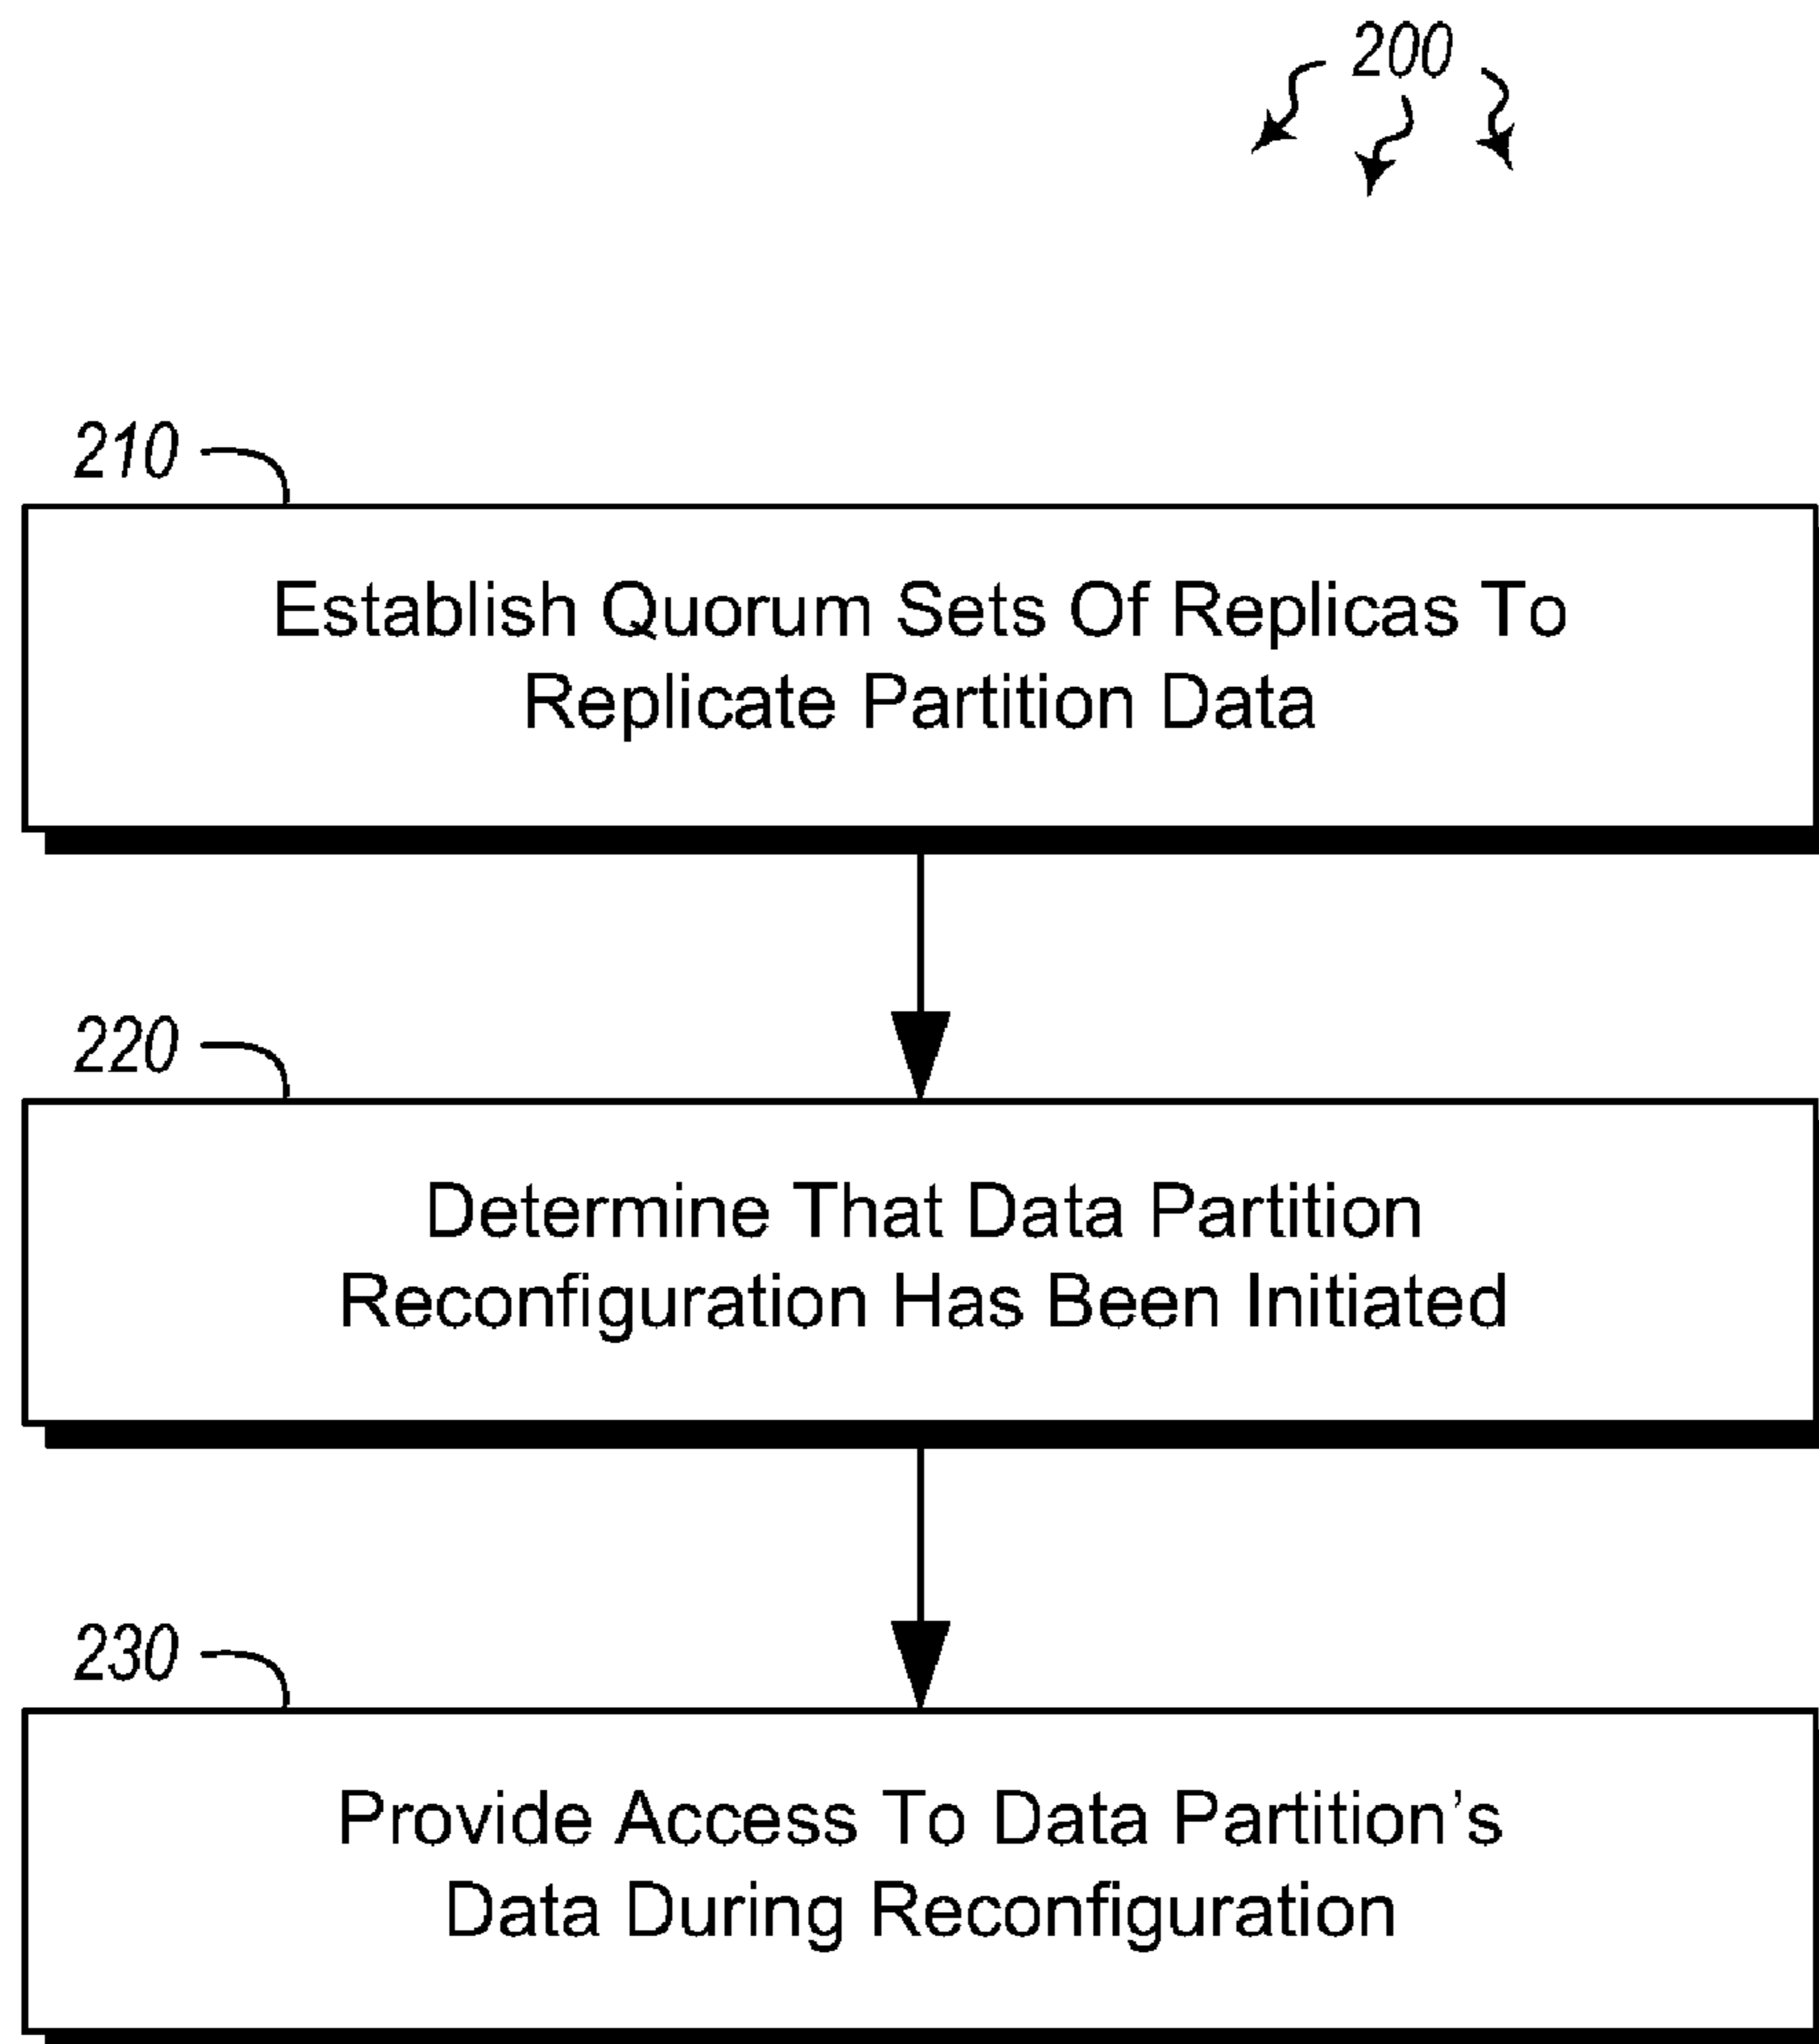 200
210
Establish Quorum Sets Of Replicas To
Replicate Partition Data
220
Determine That Data Partition
Reconfiguration Has Been Initiated
230
Provide Access To Data Partition's
Data During Reconfiguration